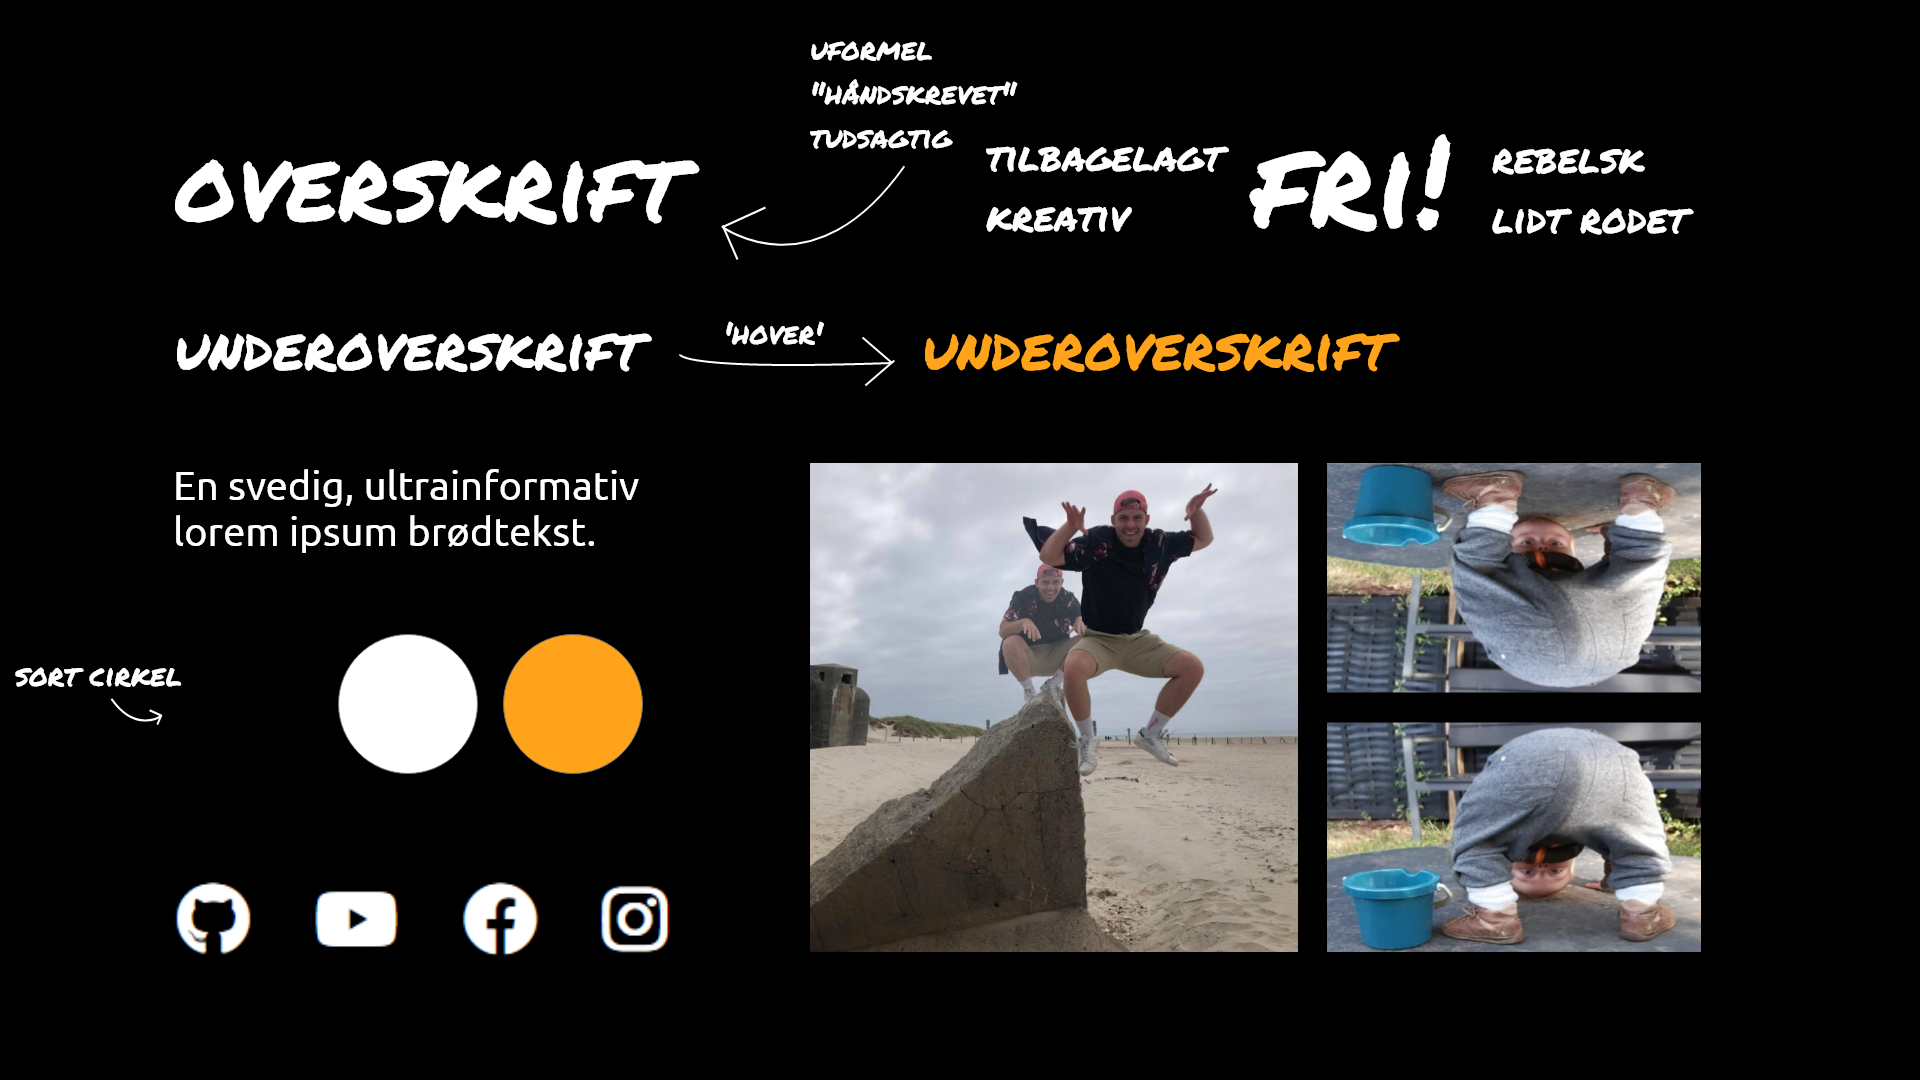 UFORMEL
"HÅNDSKREVET"
TUDSAGTIG
OVERSKRIFT
TILBAGELAGT
KREATIV
FRI!
REBELSK
LIDT RODET
UNDEROVERSKRIFT
'HOVER'
UNDEROVERSKRIFT
En svedig, ultrainformativ
lorem ipsum brødtekst.
SORT CIRKEL